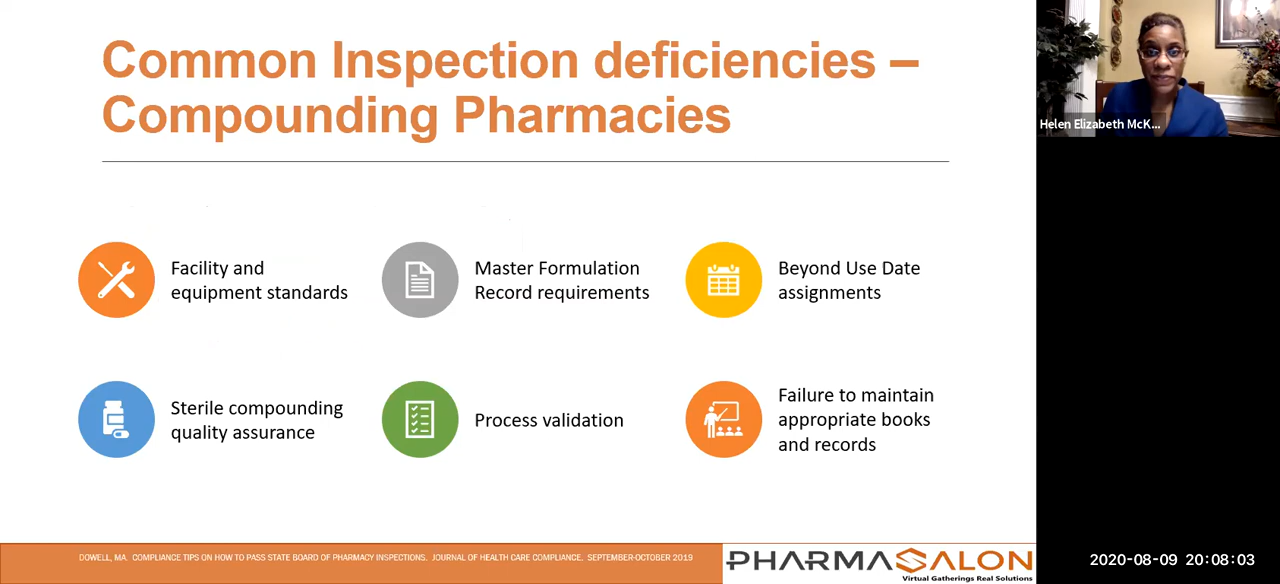 Common Inspection deficiencies –
Compounding Pharmacies
Helen Elizabeth McK...
Facility and
equipment standards
Master Formulation
Record requirements
Beyond Use Date
assignments
Sterile compounding
quality assurance
Process validation
Failure to maintain
appropriate books
and records
DOWELL, MA. COMPLIANCE TIPS ON HOW TO PASS STATE BOARD OF PHARMACY INSPECTIONS. JOURNAL OF HEALTH CARE COMPLIANCE. SEPTEMBER-OCTOBER 2019
PHARMASALON
Virtual Gatherings Real Solutions
2020-08-09 20:08:03